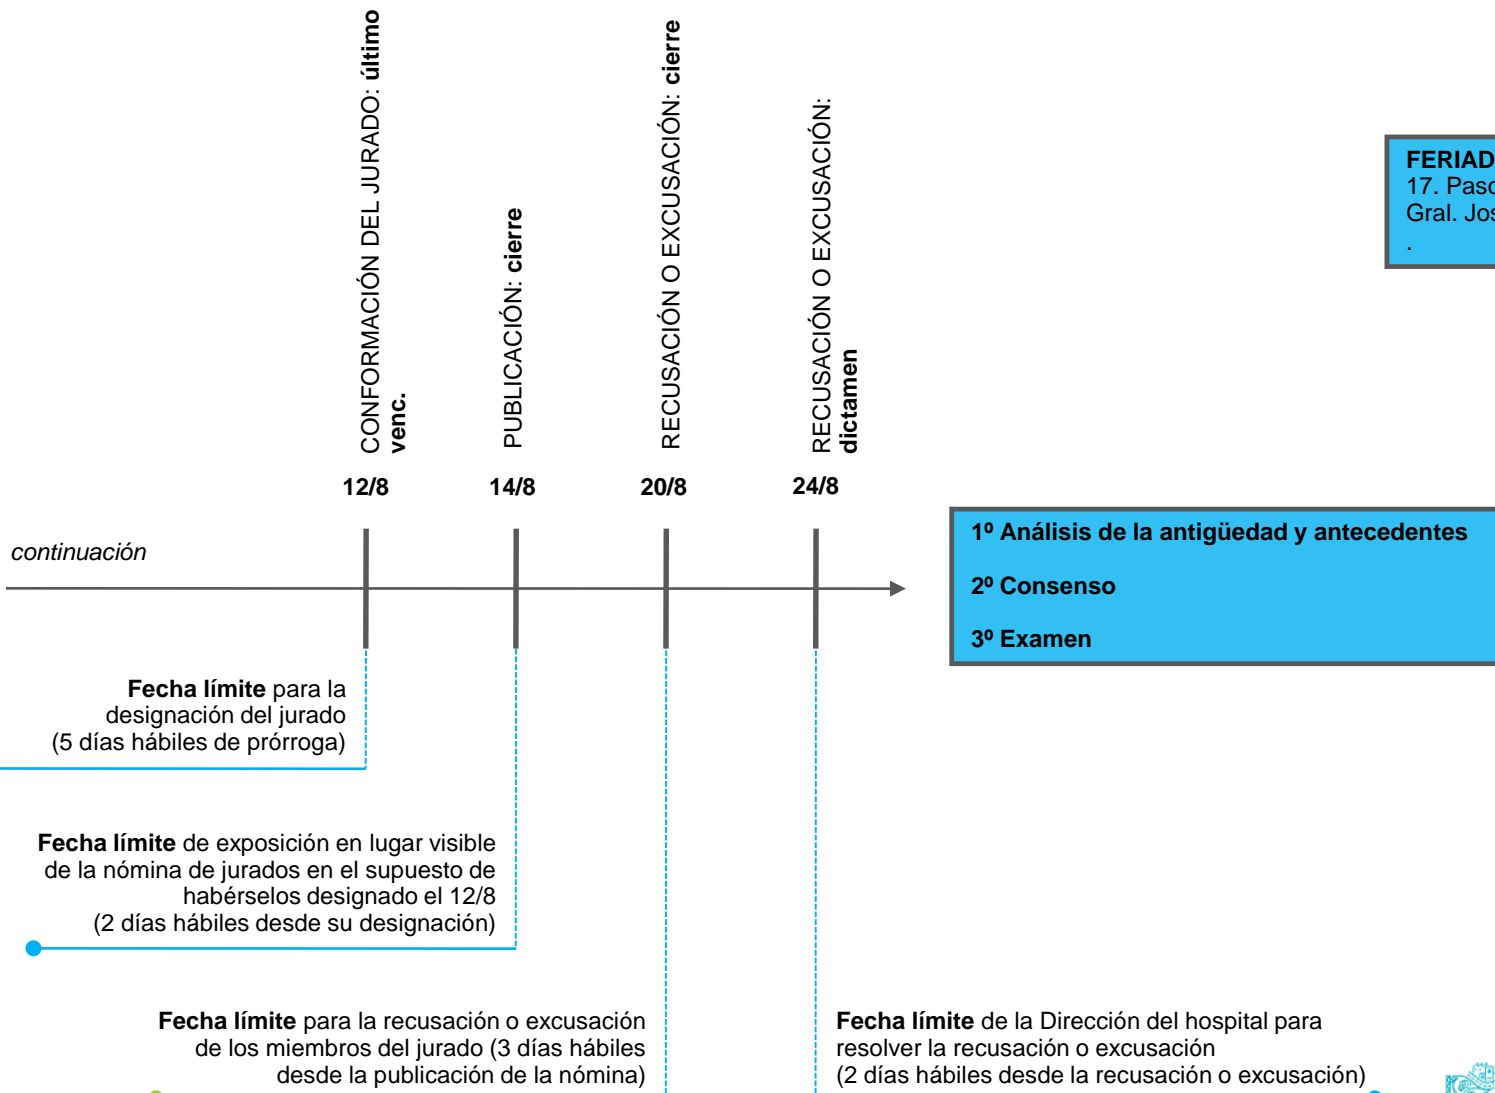 CONFORMACIÓN DEL JURADO: último
venc.
PUBLICACIÓN: cierre
RECUSACIÓN O EXCUSACIÓN: cierre
RECUSACIÓN O EXCUSACIÓN:
dictamen
FERIAD
17. Paso
Gral. Jos
.
12/8
14/8
20/8
24/8
continuación
1º Análisis de la antigüedad y antecedentes
2º Consenso
3º Examen
Fecha límite para la
designación del jurado
(5 días hábiles de prórroga)
Fecha límite de exposición en lugar visible
de la nómina de jurados en el supuesto de
habérselos designado el 12/8
(2 días hábiles desde su designación)
Fecha límite para la recusación o excusación
de los miembros del jurado (3 días hábiles
desde la publicación de la nómina)
Fecha límite de la Dirección del hospital para
resolver la recusación o excusación
(2 días hábiles desde la recusación o excusación)